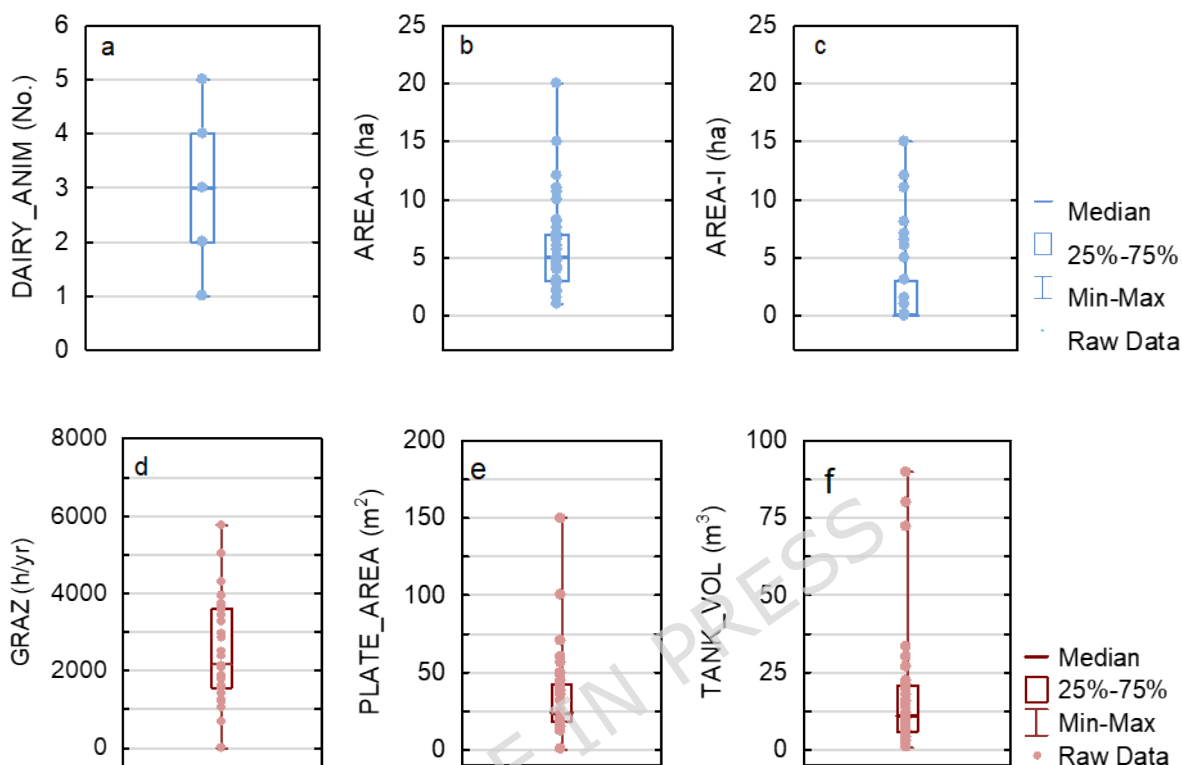 a
DAIRY_ANIM (No.)
6
5
4
3
2
1
0
b
AREA-o (ha)
25
20
15
10
5
0
c
AREA-l (ha)
25
20
15
10
5
0
Median
25%-75%
Min-Max
Raw Data
d
GRAZ (h/yr)
8000
6000
4000
2000
0
e
PLATE_AREA (m²)
200
150
100
50
0
f
TANK_VOL (m³)
100
75
50
25
0
Median
25%-75%
Min-Max
Raw Data
E IN PRESS